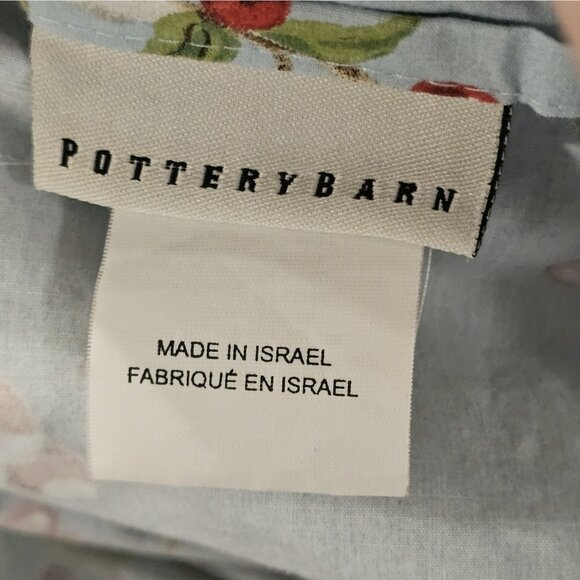 POTTERYBARN
MADE IN ISRAEL
FABRIQUÉ EN ISRAEL